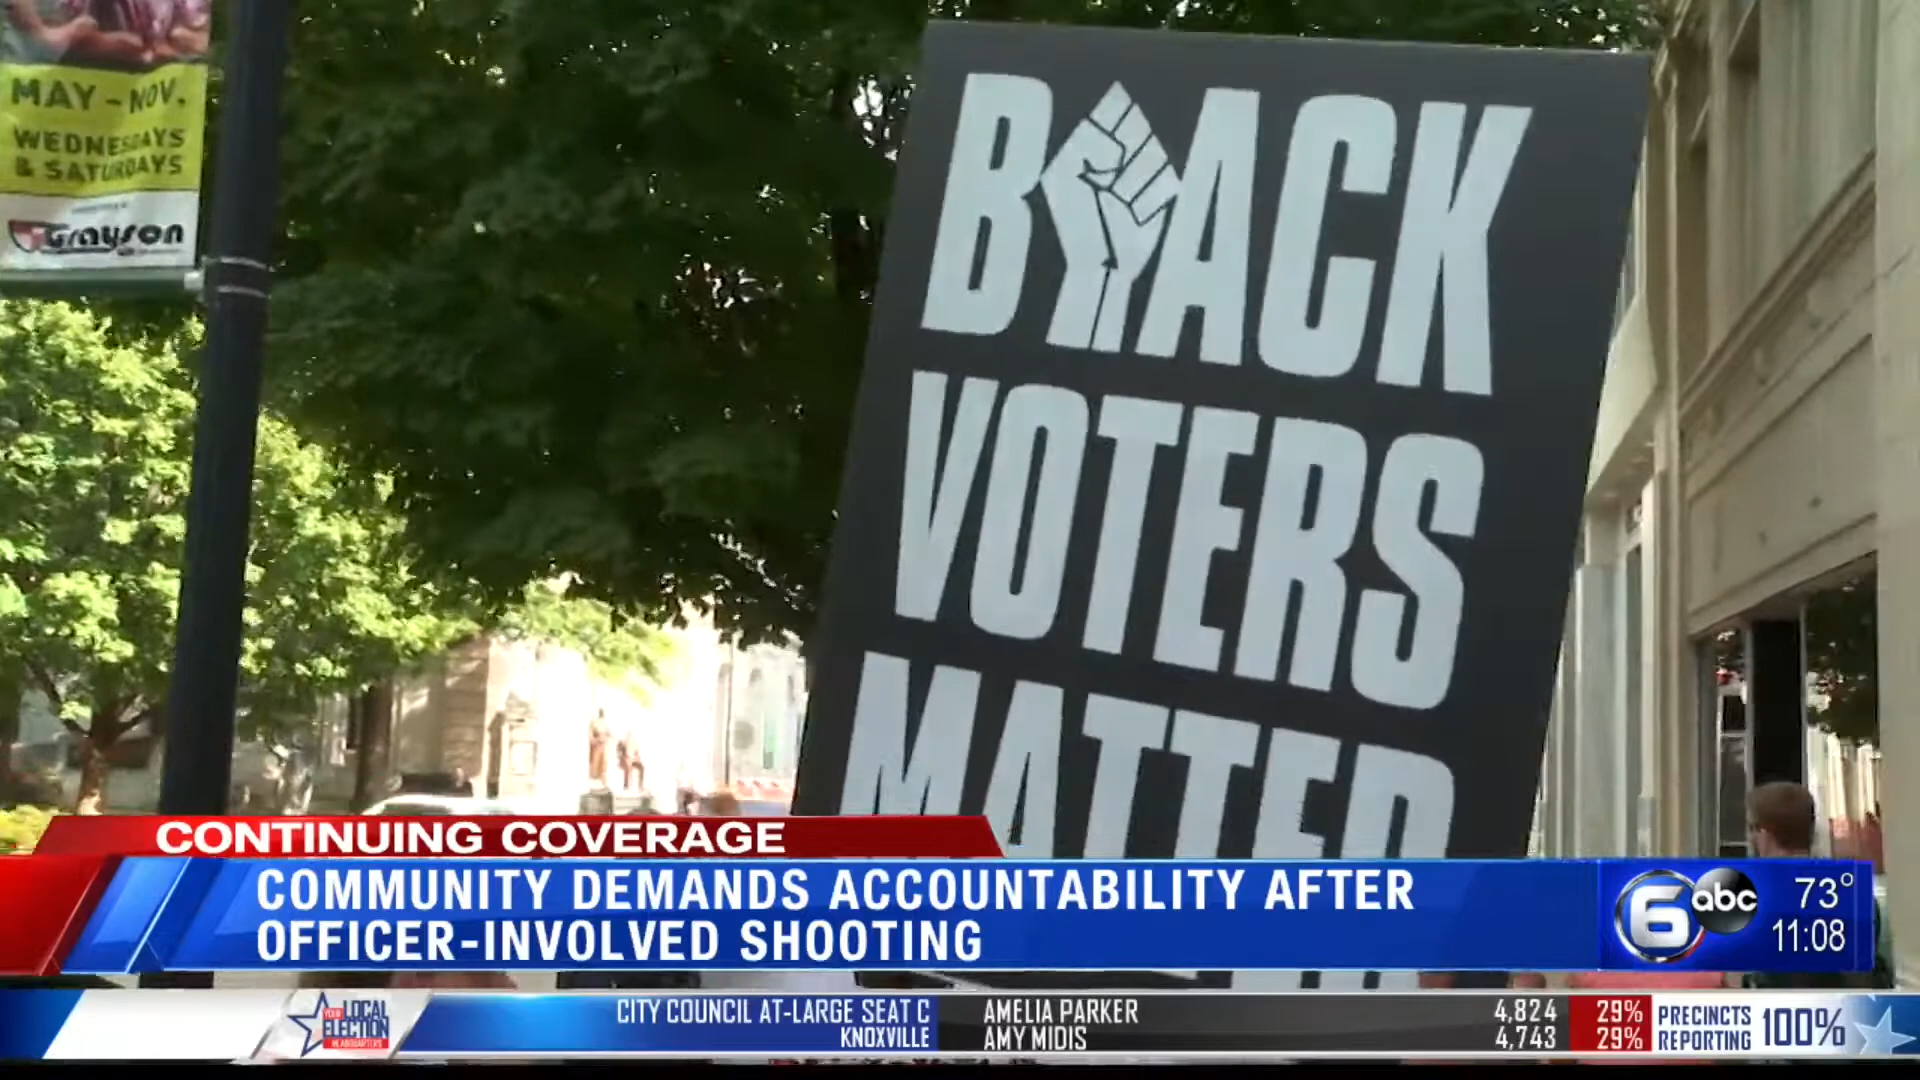 MAY - NOV.
WEDNESDAYS
& SATURDAYS
Grayson
BLACK
VOTERS
MATTER
CONTINUING COVERAGE
COMMUNITY DEMANDS ACCOUNTABILITY AFTER
OFFICER-INVOLVED SHOOTING
6 abc 73°
11:08
YOUR LOCAL
ELECTION
HEADQUARTERS
CITY COUNCIL AT-LARGE SEAT C AMELIA PARKER 4,824 29% PRECINCTS
KNOXVILLE AMY MIDIS 4,743 29% REPORTING 100%